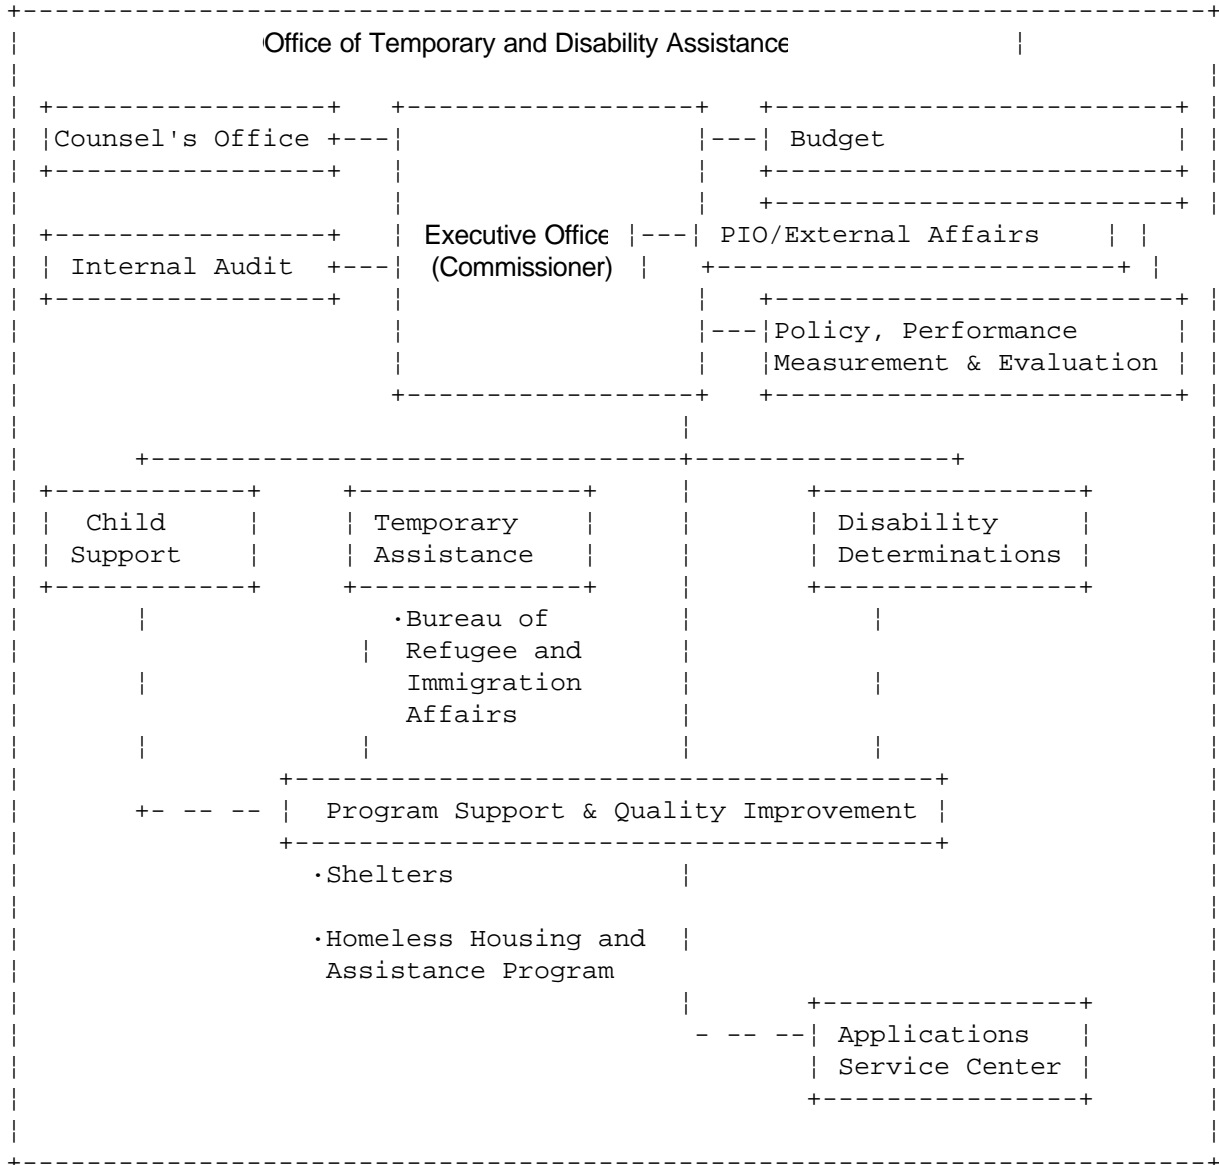 Office of Temporary and Disability Assistance
Counsel's Office
Budget
Executive Office
PIO/External Affairs
Internal Audit
(Commissioner)
Policy, Performance
Measurement & Evaluation
Child
Temporary
Disability
Support
Assistance
Determinations
·Bureau of
Refugee and
Immigration
Affairs
Program Support & Quality Improvement
·Shelters
·Homeless Housing and
Assistance Program
Applications
Service Center